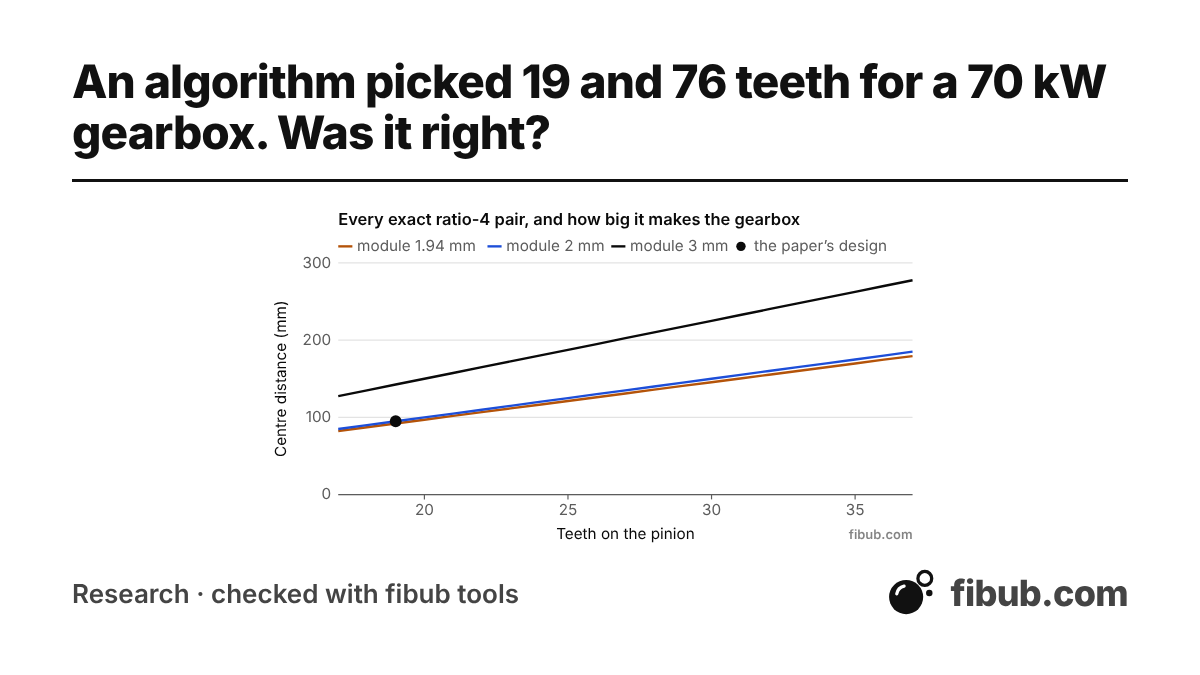 An algorithm picked 19 and 76 teeth for a 70 kW
gearbox. Was it right?
Every exact ratio-4 pair, and how big it makes the gearbox
module 1.94 mm module 2 mm module 3 mm the paper’s design
300
200
100
0
Centre distance (mm)
20 25 30 35
Teeth on the pinion
fibub.com
Research · checked with fibub tools
fibub.com